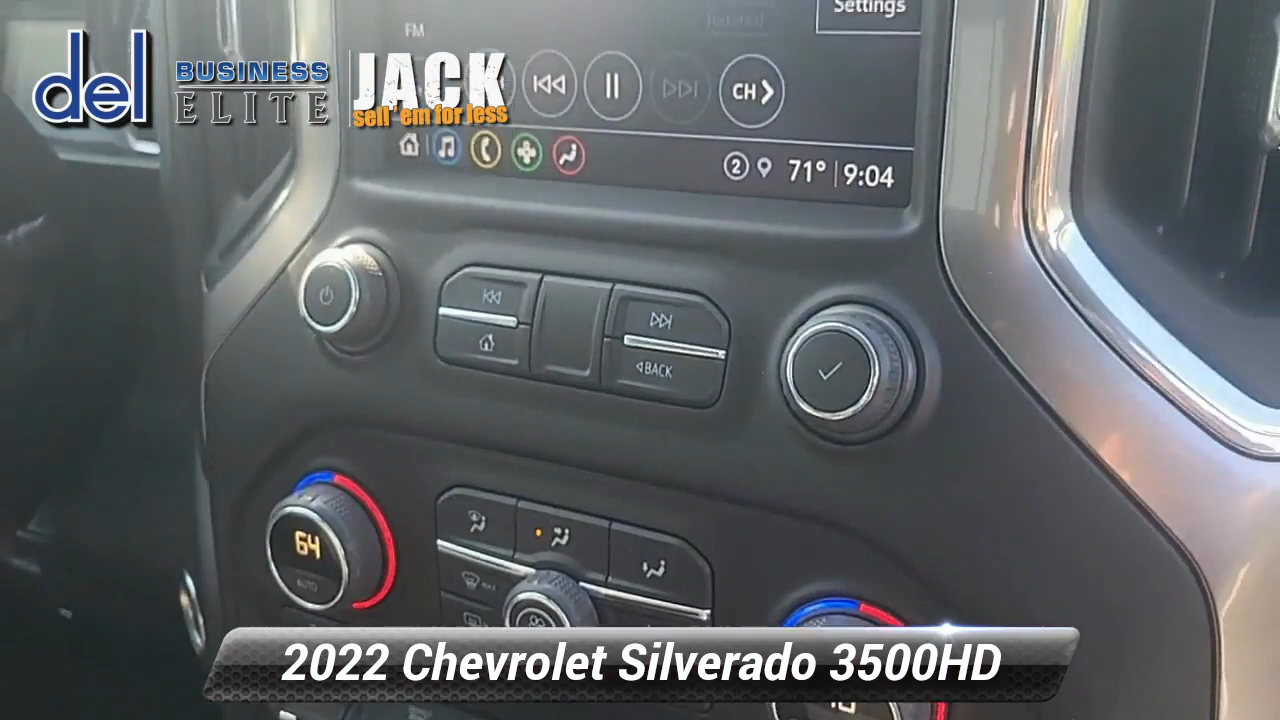 Settings
FM
del BUSINESS ELITE JACK
sell 'em for less
CH
2 71° 9:04
BACK
64
AUTO
MAX
2022 Chevrolet Silverado 3500HD